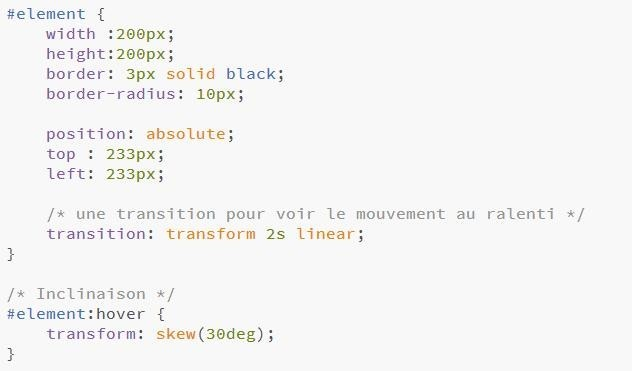 #element {
    width :200px;
    height:200px;
    border: 3px solid black;
    border-radius: 10px;

    position: absolute;
    top : 233px;
    left: 233px;

    /* une transition pour voir le mouvement au ralenti */
    transition: transform 2s linear;
}

/* Inclinaison */
#element:hover {
    transform: skew(30deg);
}